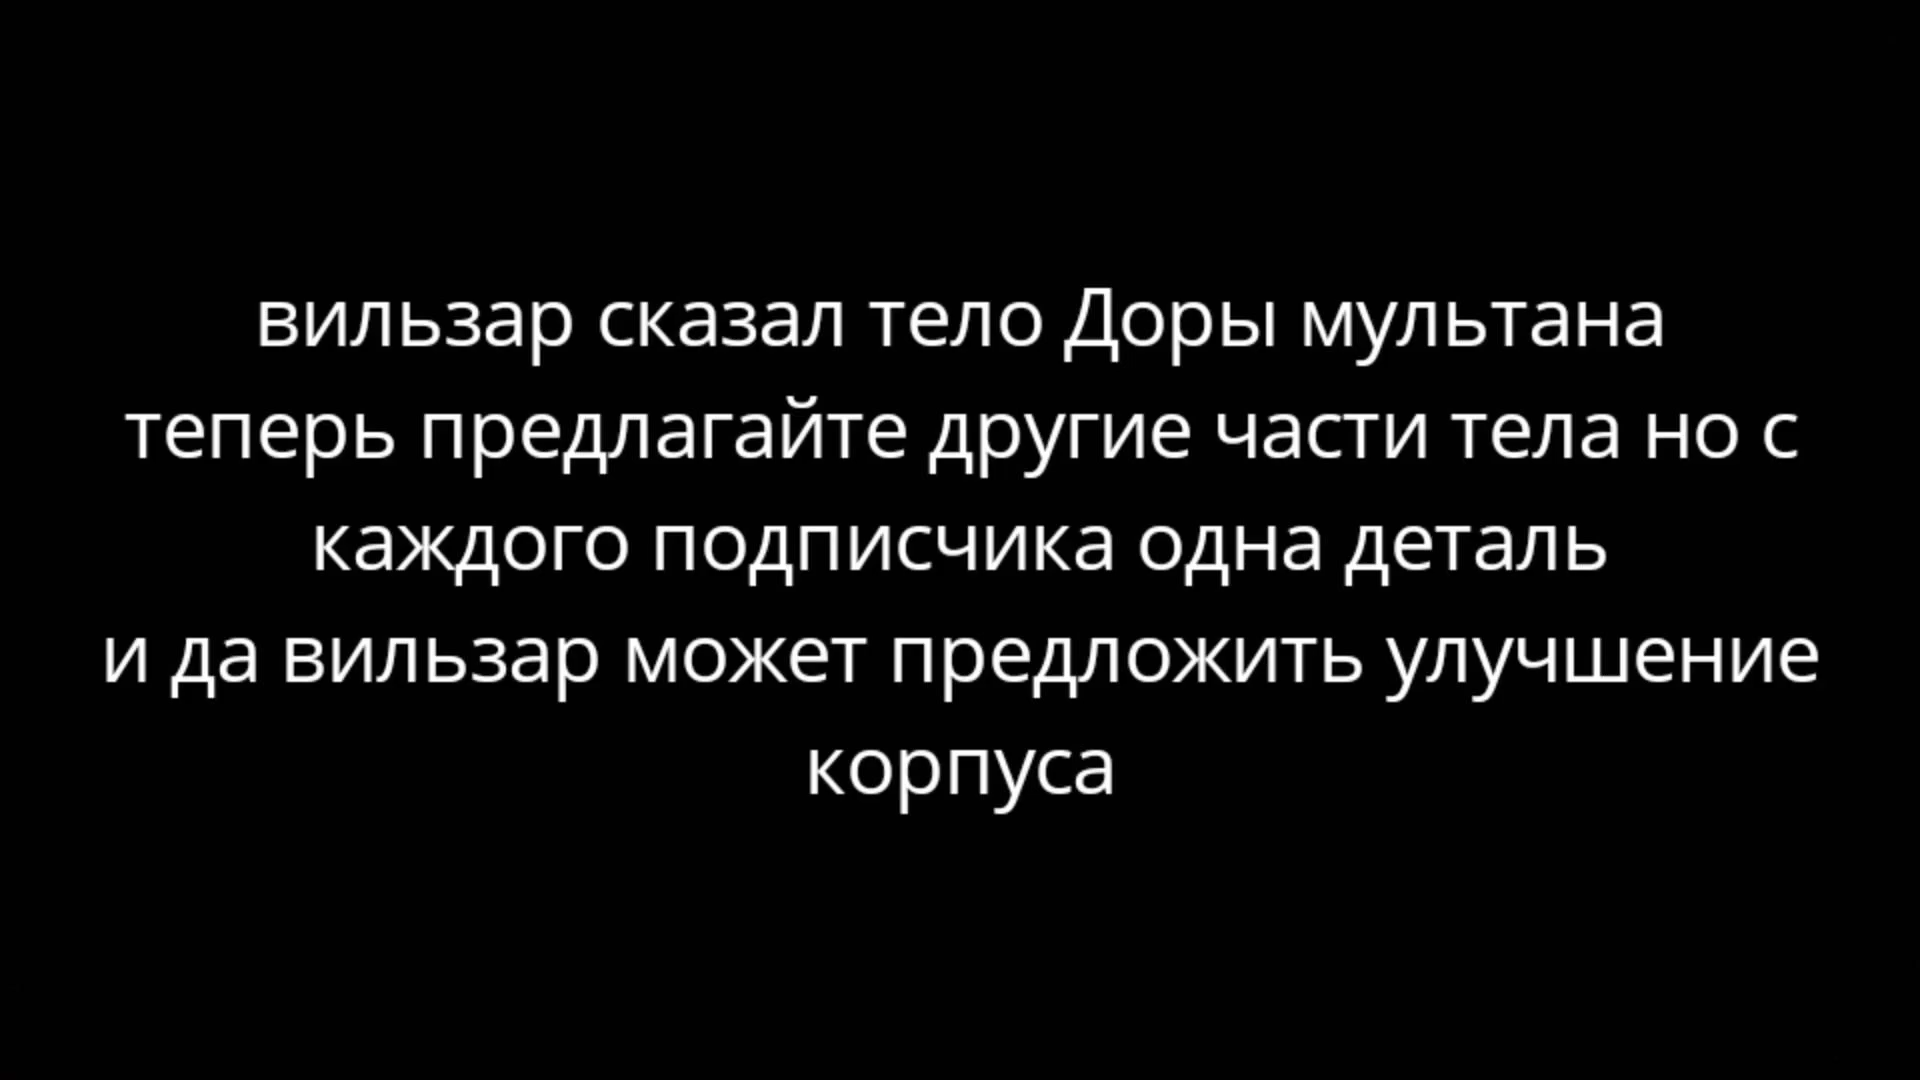 вильзар сказал тело Доры мультана
теперь предлагайте другие части тела но с
каждого подписчика одна деталь
и да вильзар может предложить улучшение
корпуса